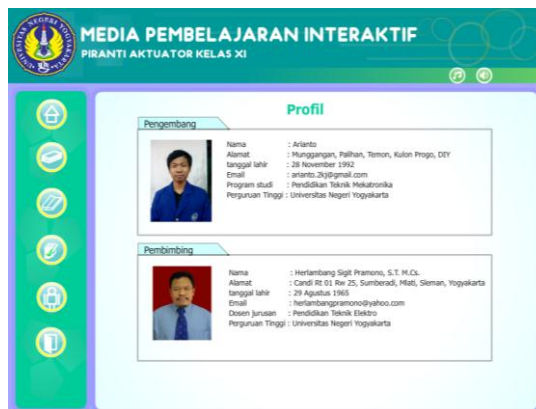 MEDIA PEMBELAJARAN INTERAKTIF
PIRANTI AKTUATOR KELAS XI
Profil
Pengembang
Nama : Arianto
Alamat : Munggangan, Palihan, Temon, Kulon Progo, DIY
tanggal lahir : 28 November 1992
Email : arianto.2kj@gmail.com
Program studi : Pendidikan Teknik Mekatronika
Perguruan Tinggi : Universitas Negeri Yogyakarta
Pembimbing
Nama : Herlambang Sigit Pramono, S.T. M.Cs.
Alamat : Candi Rt 01 Rw 25, Sumberadi, Mlati, Sleman, Yogyakarta
tanggal lahir : 29 Agustus 1965
Email : herlambangpramono@yahoo.com
Dosen jurusan : Pendidikan Teknik Elektro
Perguruan Tinggi : Universitas Negeri Yogyakarta